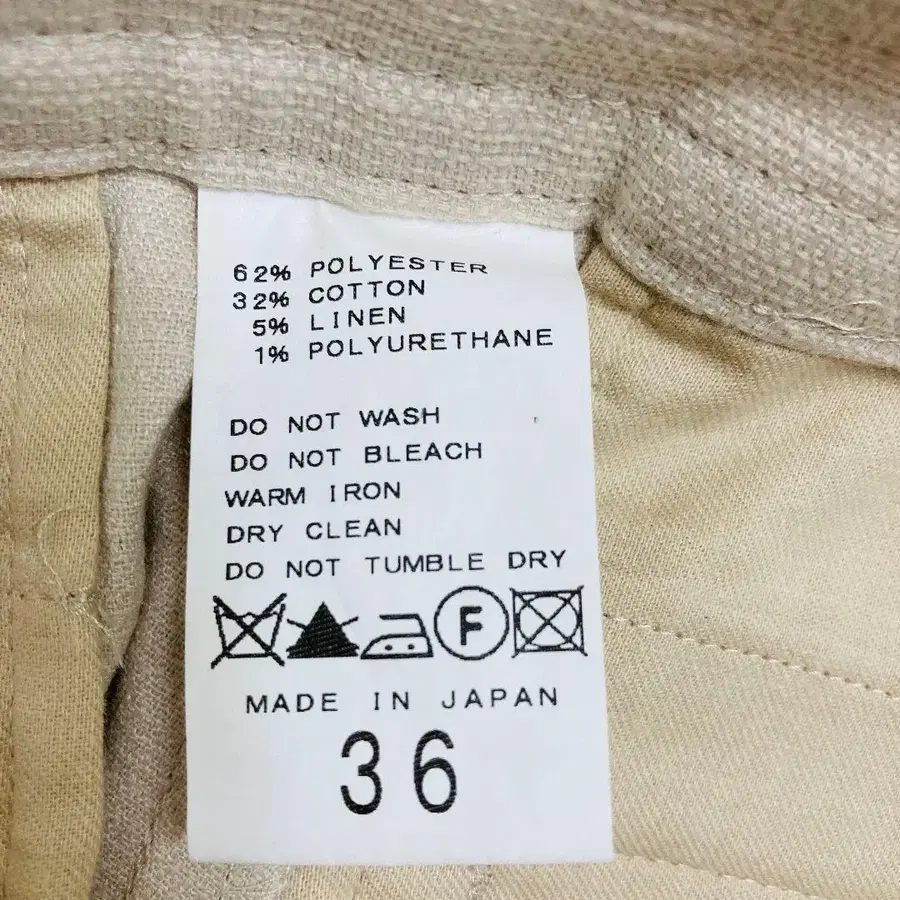 62% POLYESTER
32% COTTON
5% LINEN
1% POLYURETHANE
DO NOT WASH
DO NOT BLEACH
WARM IRON
DRY CLEAN
DO NOT TUMBLE DRY
F
MADE IN JAPAN
36